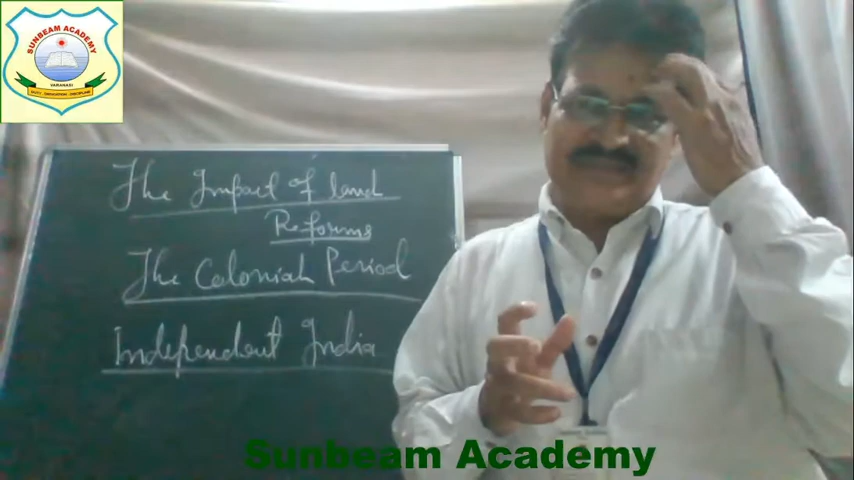 SUNBEAM ACADEMY
VARANASI
The Impact of land
Reforms
The Colonial Period
Independent India
Sunbeam Academy